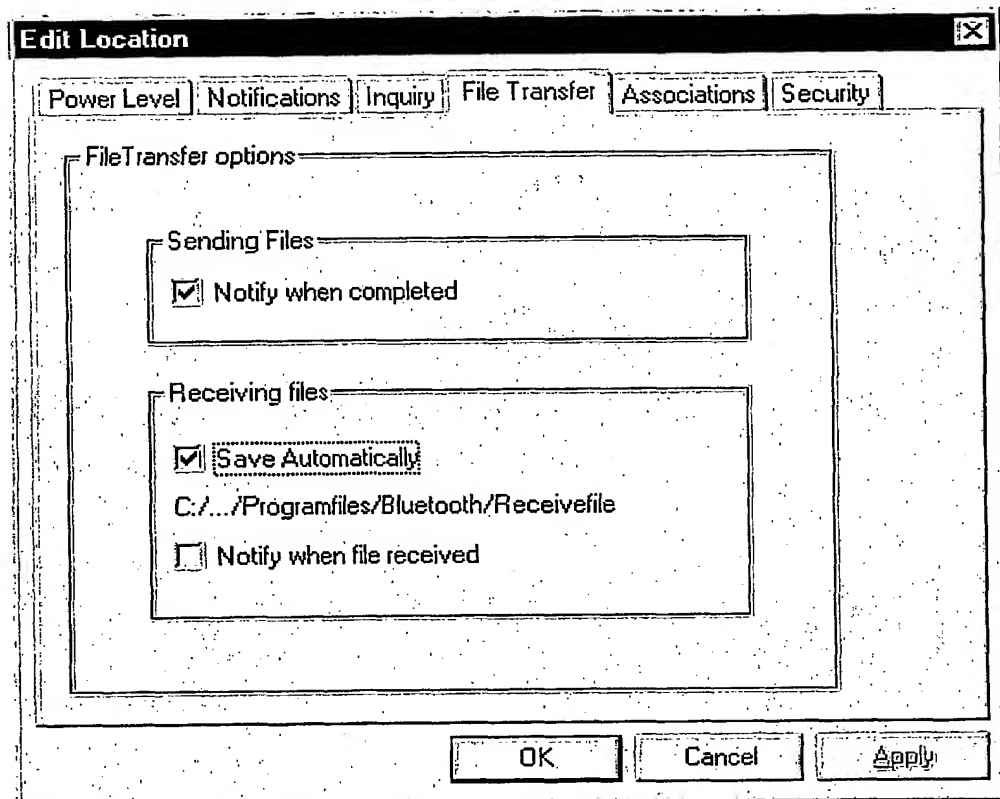 Edit Location
Power Level Notifications Inquiry File Transfer Associations Security
FileTransfer options
Sending Files
Notify when completed
Receiving files
Save Automatically
C:/.../Programfiles/Bluetooth/Receivefile
Notify when file received
OK Cancel Apply